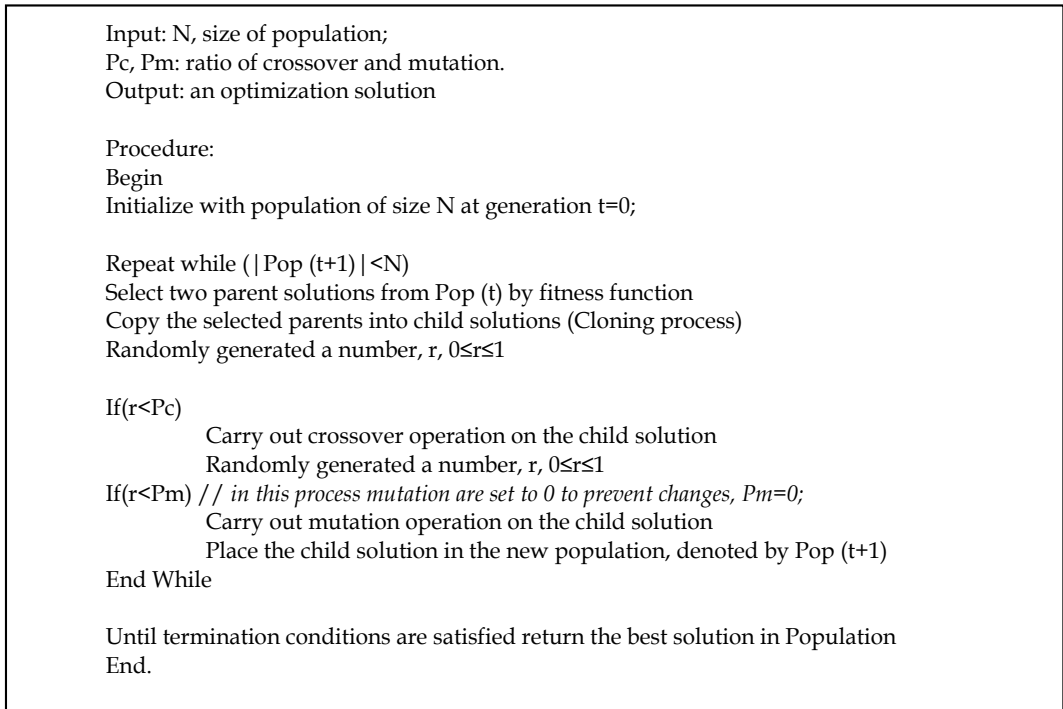 Input: N, size of population;
Pc, Pm: ratio of crossover and mutation.
Output: an optimization solution
Procedure:
Begin
Initialize with population of size N at generation t=0;
Repeat while (|Pop (t+1)|<N)
Select two parent solutions from Pop (t) by fitness function
Copy the selected parents into child solutions (Cloning process)
Randomly generated a number, r, 0≤r≤1
If(r<Pc)
Carry out crossover operation on the child solution
Randomly generated a number, r, 0≤r≤1
If(r<Pm) // in this process mutation are set to 0 to prevent changes, Pm=0;
Carry out mutation operation on the child solution
Place the child solution in the new population, denoted by Pop (t+1)
End While
Until termination conditions are satisfied return the best solution in Population
End.